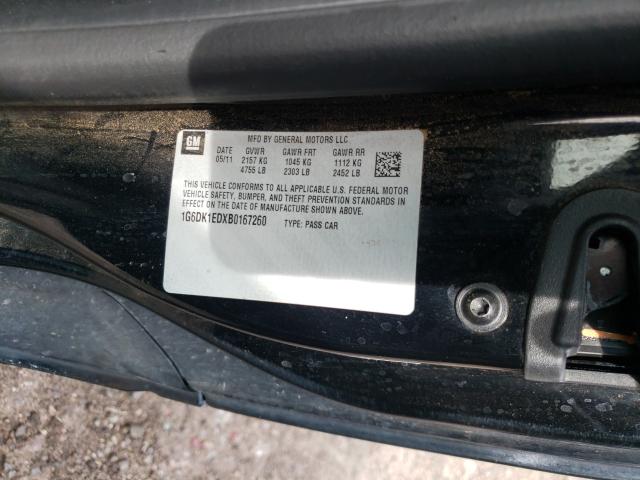 GM
MFD BY GENERAL MOTORS LLC
DATE GVWR GAWR FRT GAWR RR
05/11 2157 KG 1045 KG 1112 KG
4755 LB 2303 LB 2452 LB
THIS VEHICLE CONFORMS TO ALL APPLICABLE U.S. FEDERAL MOTOR
VEHICLE SAFETY, BUMPER, AND THEFT PREVENTION STANDARDS IN
EFFECT ON THE DATE OF MANUFACTURE SHOWN ABOVE.
1G6DK1EDXB0167260 TYPE: PASS CAR